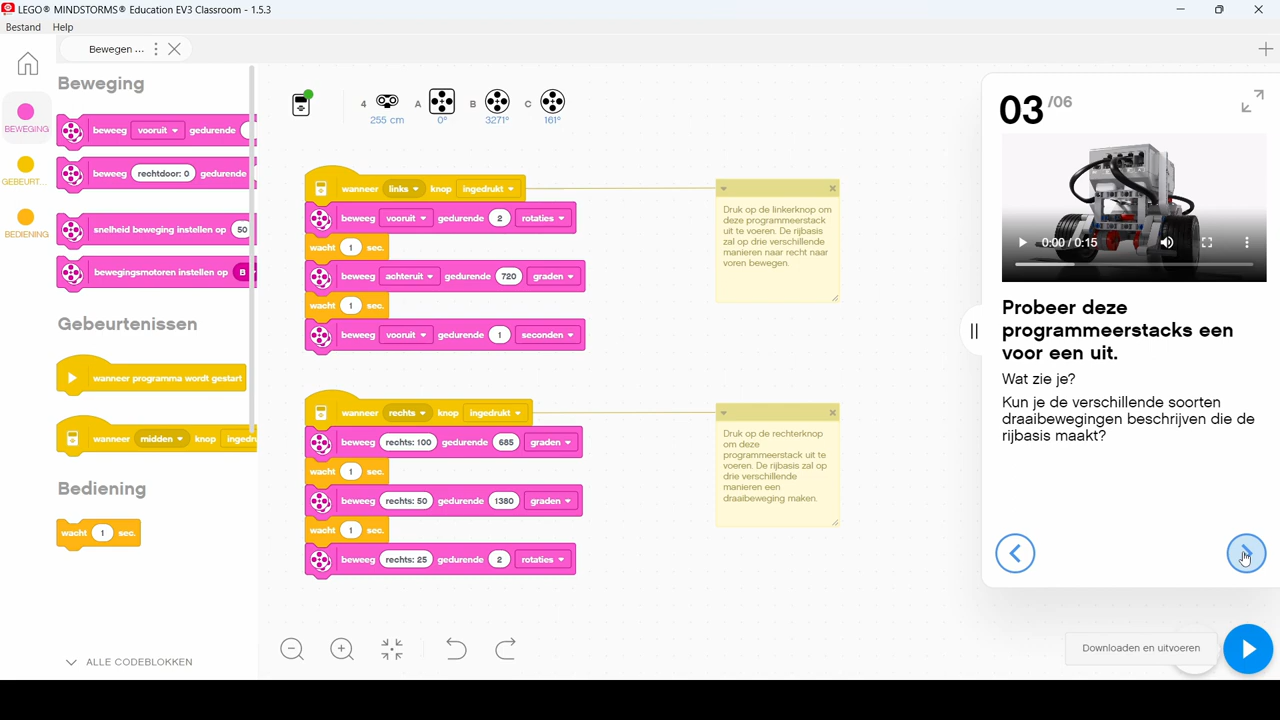 LEGO® MINDSTORMS® Education EV3 Classroom - 1.5.3
Bestand Help
Bewegen ...
BEWEGING
GEBEURT...
BEDIENING
Beweging
beweeg vooruit gedurende
beweeg rechtdoor: 0 gedurende
snelheid beweging instellen op 50
bewegingsmotoren instellen op B
Gebeurtenissen
wanneer programma wordt gestart
wanneer midden knop ingedru
Bediening
wacht 1 sec.
ALLE CODEBLOKKEN
4 A B C
255 cm 0° 3271° 161°
wanneer links knop ingedrukt
beweeg vooruit gedurende 2 rotaties
wacht 1 sec.
beweeg achteruit gedurende 720 graden
wacht 1 sec.
beweeg vooruit gedurende 1 seconden
Druk op de linkerknop om
deze programmeerstack
uit te voeren. De rijbasis
zal op drie verschillende
manieren naar recht naar
voren bewegen.
wanneer rechts knop ingedrukt
beweeg rechts: 100 gedurende 685 graden
wacht 1 sec.
beweeg rechts: 50 gedurende 1380 graden
wacht 1 sec.
beweeg rechts: 25 gedurende 2 rotaties
Druk op de rechterknop
om deze
programmeerstack uit te
voeren. De rijbasis zal op
drie verschillende
manieren een
draaibeweging maken.
03 /06
0:00 / 0:15
Probeer deze
programmeerstacks een
voor een uit.
Wat zie je?
Kun je de verschillende soorten
draaibewegingen beschrijven die de
rijbasis maakt?
Downloaden en uitvoeren